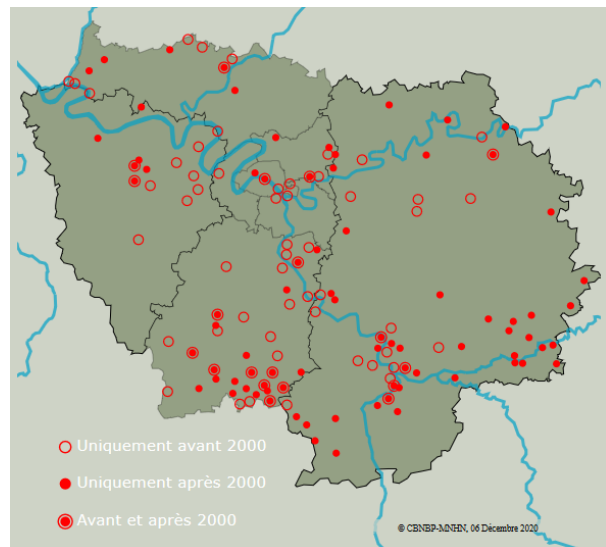 Uniquement avant 2000
Uniquement après 2000
Avant et après 2000
© CBNBP-MNHN, 06 Décembre 2020